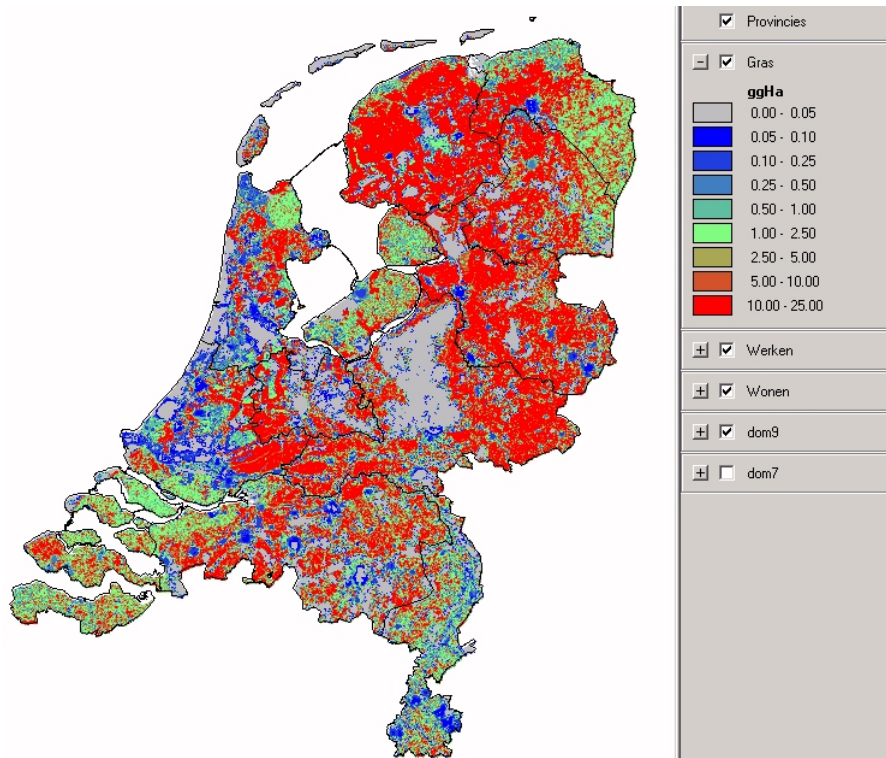 Provincies
Gras
ggHa
0.00 - 0.05
0.05 - 0.10
0.10 - 0.25
0.25 - 0.50
0.50 - 1.00
1.00 - 2.50
2.50 - 5.00
5.00 - 10.00
10.00 - 25.00
Werken
Wonen
dom9
dom7